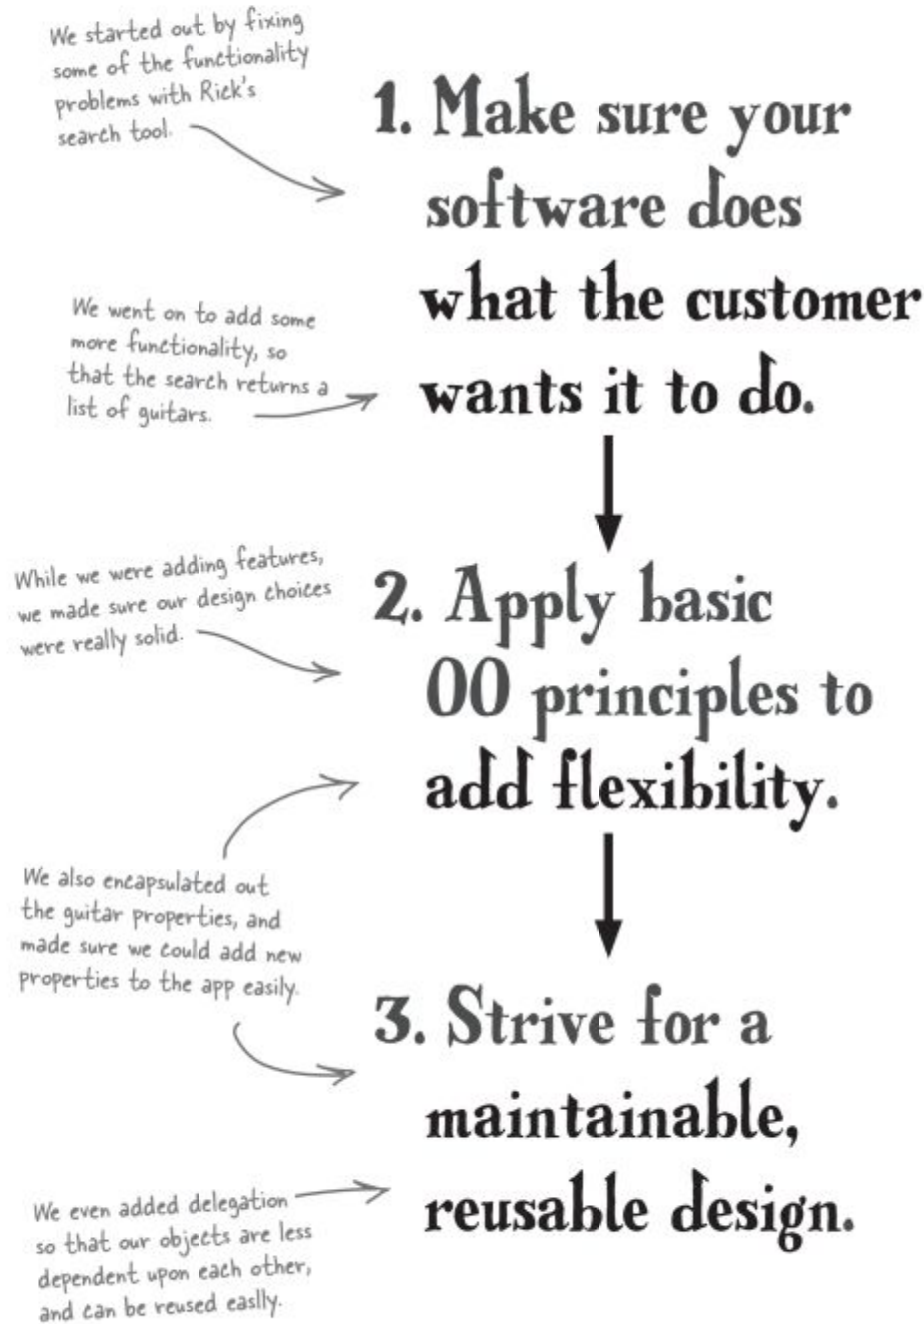 We started out by fixing
some of the functionality
problems with Rick's
search tool.
1. Make sure your
software does
what the customer
wants it to do.
We went on to add some
more functionality, so
that the search returns a
list of guitars.
While we were adding features,
we made sure our design choices
were really solid.
2. Apply basic
OO principles to
add flexibility.
We also encapsulated out
the guitar properties, and
made sure we could add new
properties to the app easily.
3. Strive for a
maintainable,
reusable design.
We even added delegation
so that our objects are less
dependent upon each other,
and can be reused easlly.